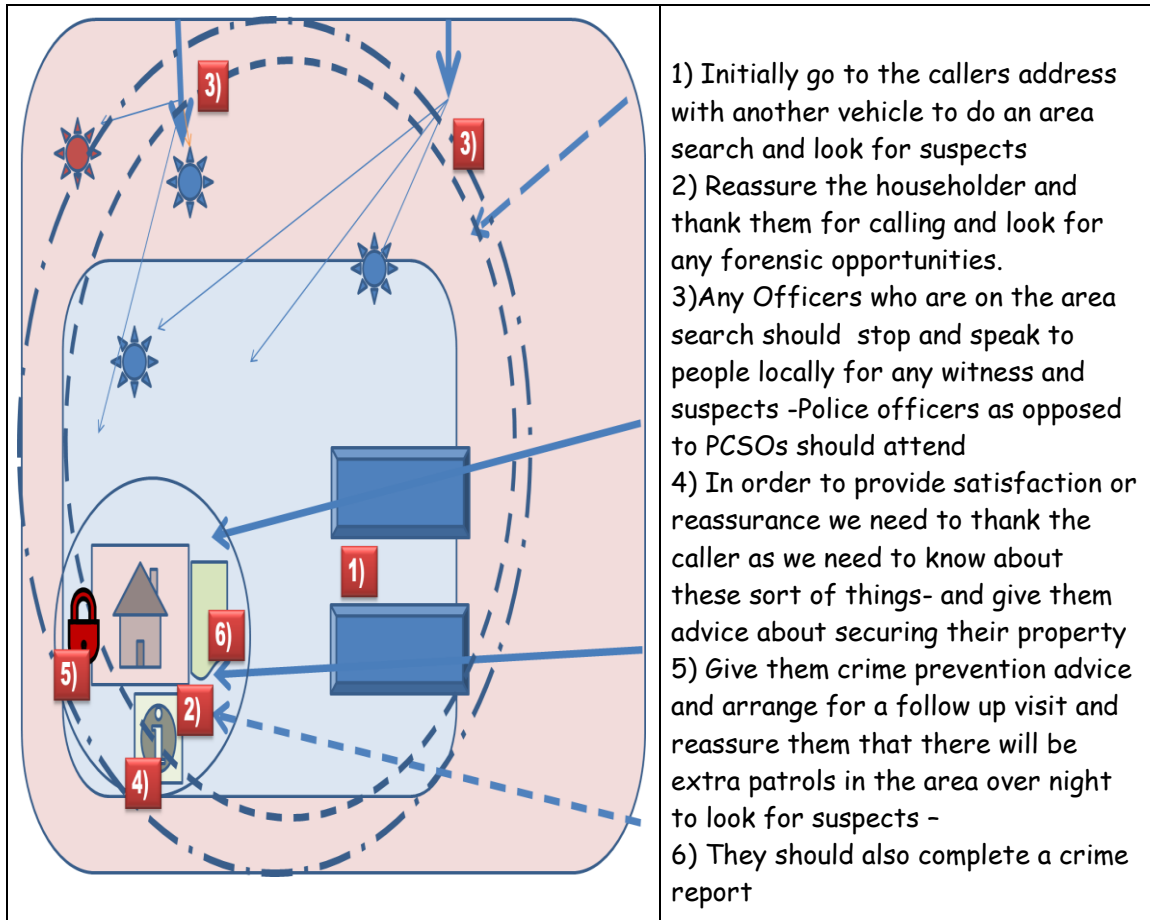 3)
3)
1)
6)
5)
2)
4)
1) Initially go to the callers address
with another vehicle to do an area
search and look for suspects
2) Reassure the householder and
thank them for calling and look for
any forensic opportunities.
3)Any Officers who are on the area
search should  stop and speak to
people locally for any witness and
suspects -Police officers as opposed
to PCSOs should attend
4) In order to provide satisfaction or
reassurance we need to thank the
caller as we need to know about
these sort of things- and give them
advice about securing their property
5) Give them crime prevention advice
and arrange for a follow up visit and
reassure them that there will be
extra patrols in the area over night
to look for suspects –
6) They should also complete a crime
report